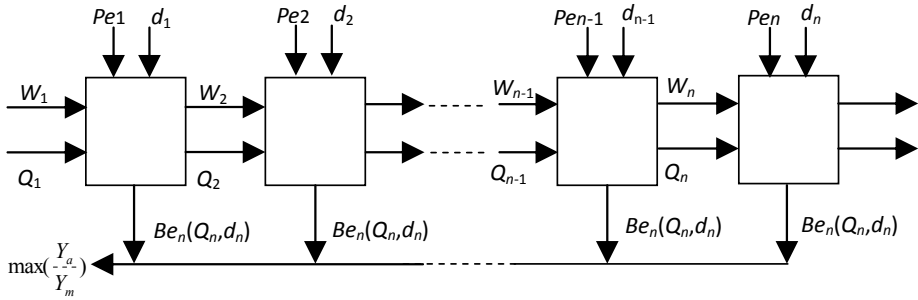 Pe1 d₁ Pe2 d₂ Pen-1 dₙ₋₁ Pen dₙ
W₁ W₂ Wₙ₋₁ Wₙ
Q₁ Q₂ Qₙ₋₁ Qₙ
Beₙ(Qₙ,dₙ) Beₙ(Qₙ,dₙ) Beₙ(Qₙ,dₙ) Beₙ(Qₙ,dₙ)
max(Yₐ/Yₘ)